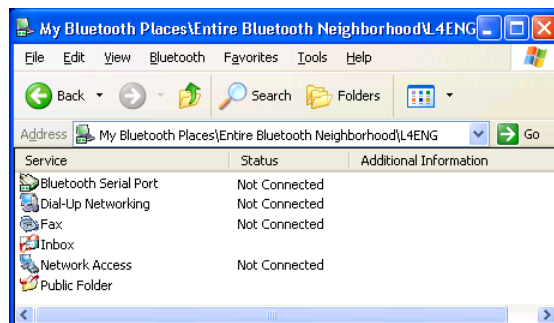 My Bluetooth Places\Entire Bluetooth Neighborhood\L4ENG
File Edit View Bluetooth Favorites Tools Help
Back Search Folders
Address My Bluetooth Places\Entire Bluetooth Neighborhood\L4ENG Go
Service Status Additional Information
Bluetooth Serial Port Not Connected
Dial-Up Networking Not Connected
Fax Not Connected
Inbox
Network Access Not Connected
Public Folder